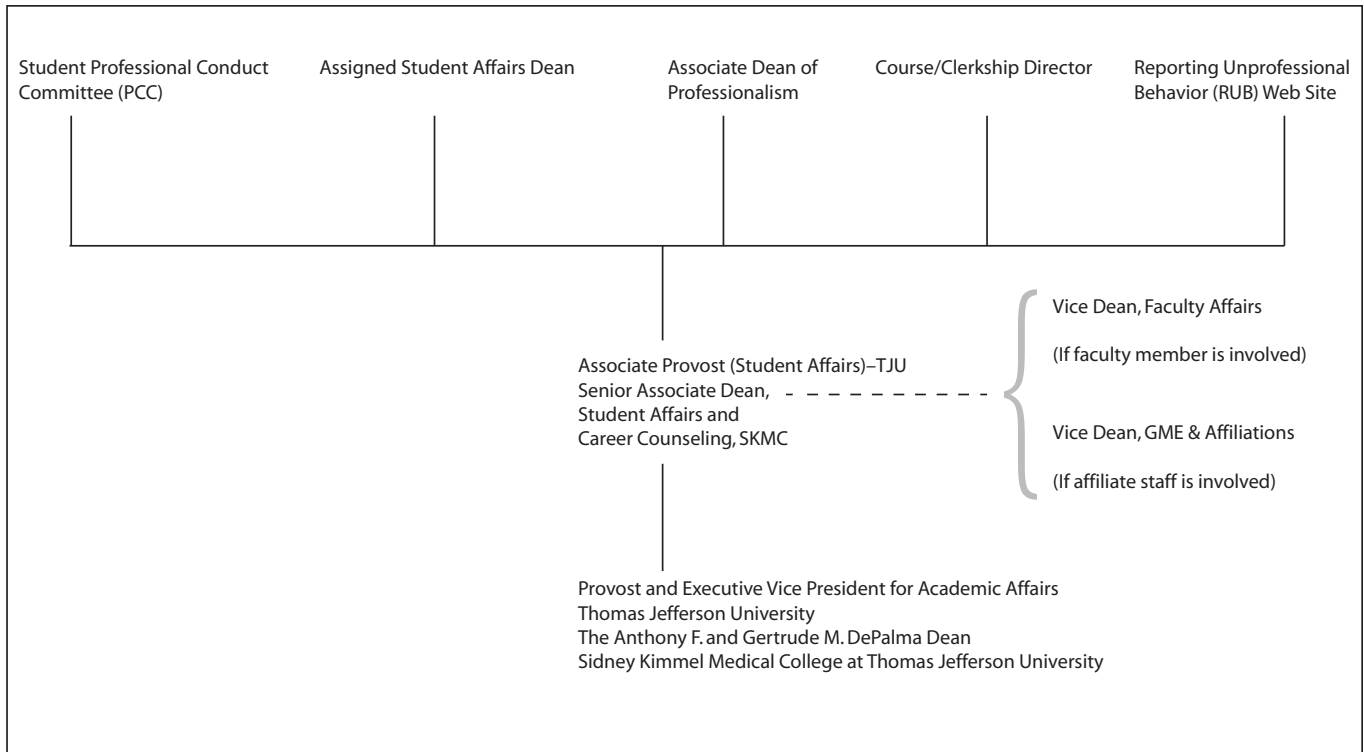 Student Professional Conduct
Committee (PCC)
Assigned Student Affairs Dean
Associate Dean of
Professionalism
Course/Clerkship Director
Reporting Unprofessional
Behavior (RUB) Web Site
Associate Provost (Student Affairs)–TJU
Senior Associate Dean,
Student Affairs and
Career Counseling, SKMC
Vice Dean, Faculty Affairs
(If faculty member is involved)
Vice Dean, GME & Affiliations
(If affiliate staff is involved)
Provost and Executive Vice President for Academic Affairs
Thomas Jefferson University
The Anthony F. and Gertrude M. DePalma Dean
Sidney Kimmel Medical College at Thomas Jefferson University